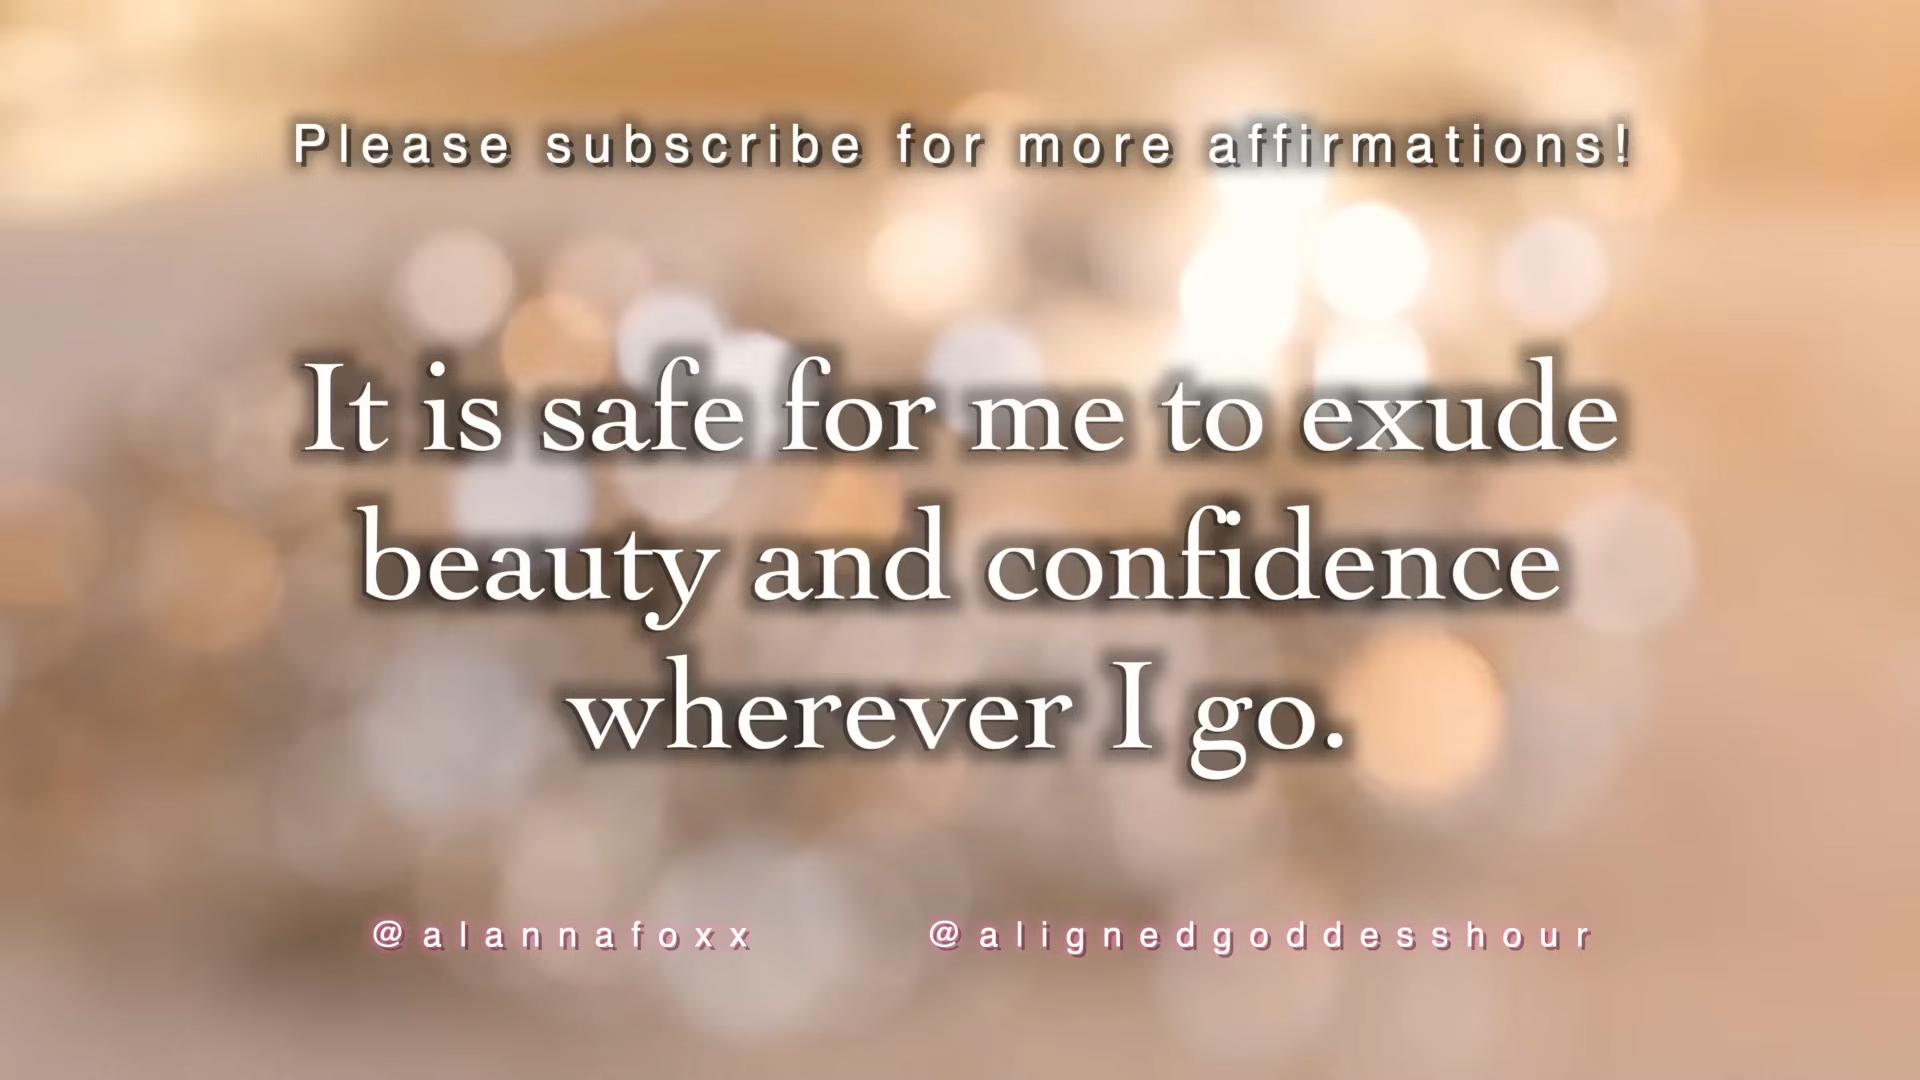 Please subscribe for more affirmations!
It is safe for me to exude
beauty and confidence
wherever I go.
@alannafoxx @alignedgoddesshour